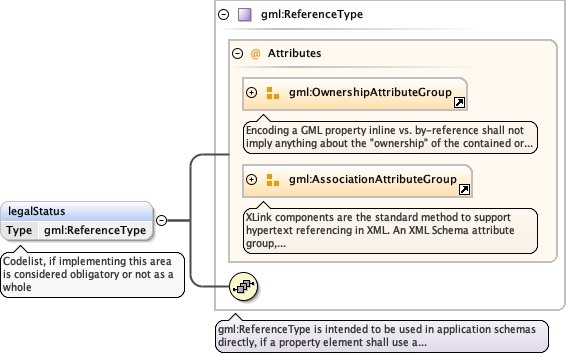 gml:ReferenceType
@ Attributes
gml:OwnershipAttributeGroup
Encoding a GML property inline vs. by-reference shall not
imply anything about the "ownership" of the contained or...
gml:AssociationAttributeGroup
XLink components are the standard method to support
hypertext referencing in XML. An XML Schema attribute
group,...
legalStatus
Type gml:ReferenceType
Codelist, if implementing this area
is considered obligatory or not as a
whole
gml:ReferenceType is intended to be used in application schemas
directly, if a property element shall use a...